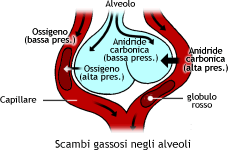 Alveolo
Ossigeno
(bassa pres.)
Anidride
carbonica
(bassa pres.)
Anidride
carbonica
(alta pres.)
Ossigeno
(alta pres.)
Capillare
globulo
rosso
Scambi gassosi negli alveoli